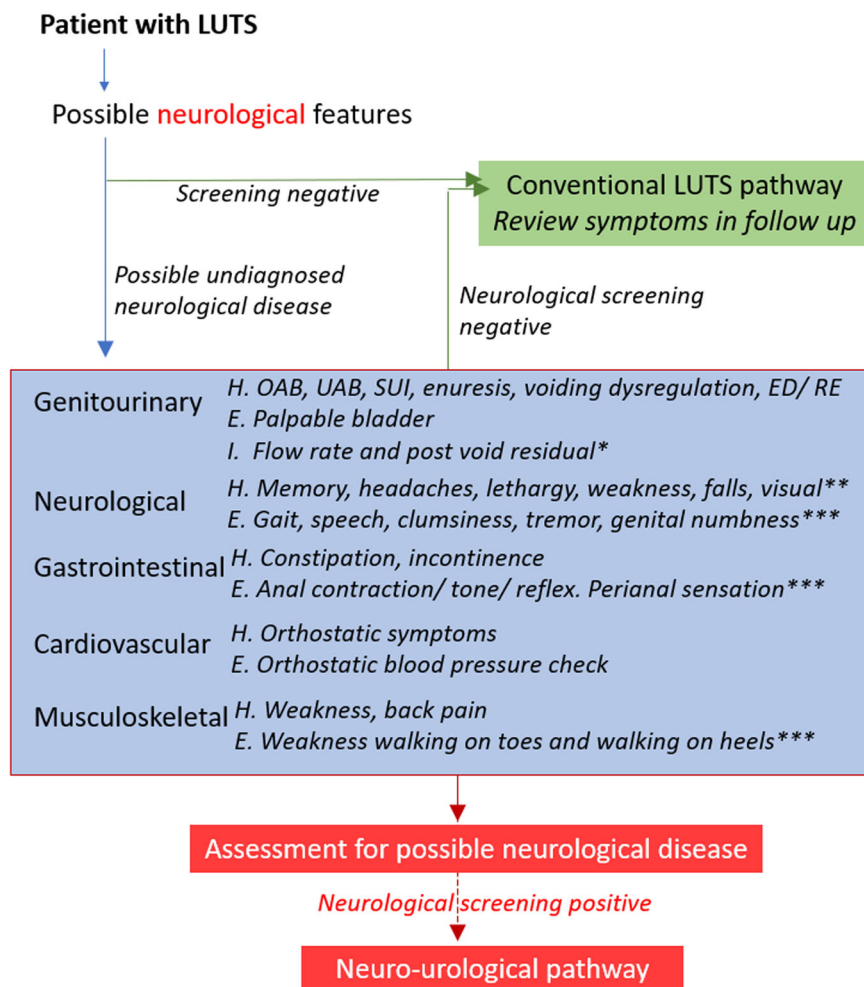 Patient with LUTS
Possible neurological features
Screening negative
Conventional LUTS pathway
Review symptoms in follow up
Possible undiagnosed
neurological disease
Neurological screening
negative
Genitourinary
H. OAB, UAB, SUI, enuresis, voiding dysregulation, ED/ RE
E. Palpable bladder
I. Flow rate and post void residual*
Neurological
H. Memory, headaches, lethargy, weakness, falls, visual**
E. Gait, speech, clumsiness, tremor, genital numbness***
Gastrointestinal
H. Constipation, incontinence
E. Anal contraction/ tone/ reflex. Perianal sensation***
Cardiovascular
H. Orthostatic symptoms
E. Orthostatic blood pressure check
Musculoskeletal
H. Weakness, back pain
E. Weakness walking on toes and walking on heels***
Assessment for possible neurological disease
Neurological screening positive
Neuro-urological pathway